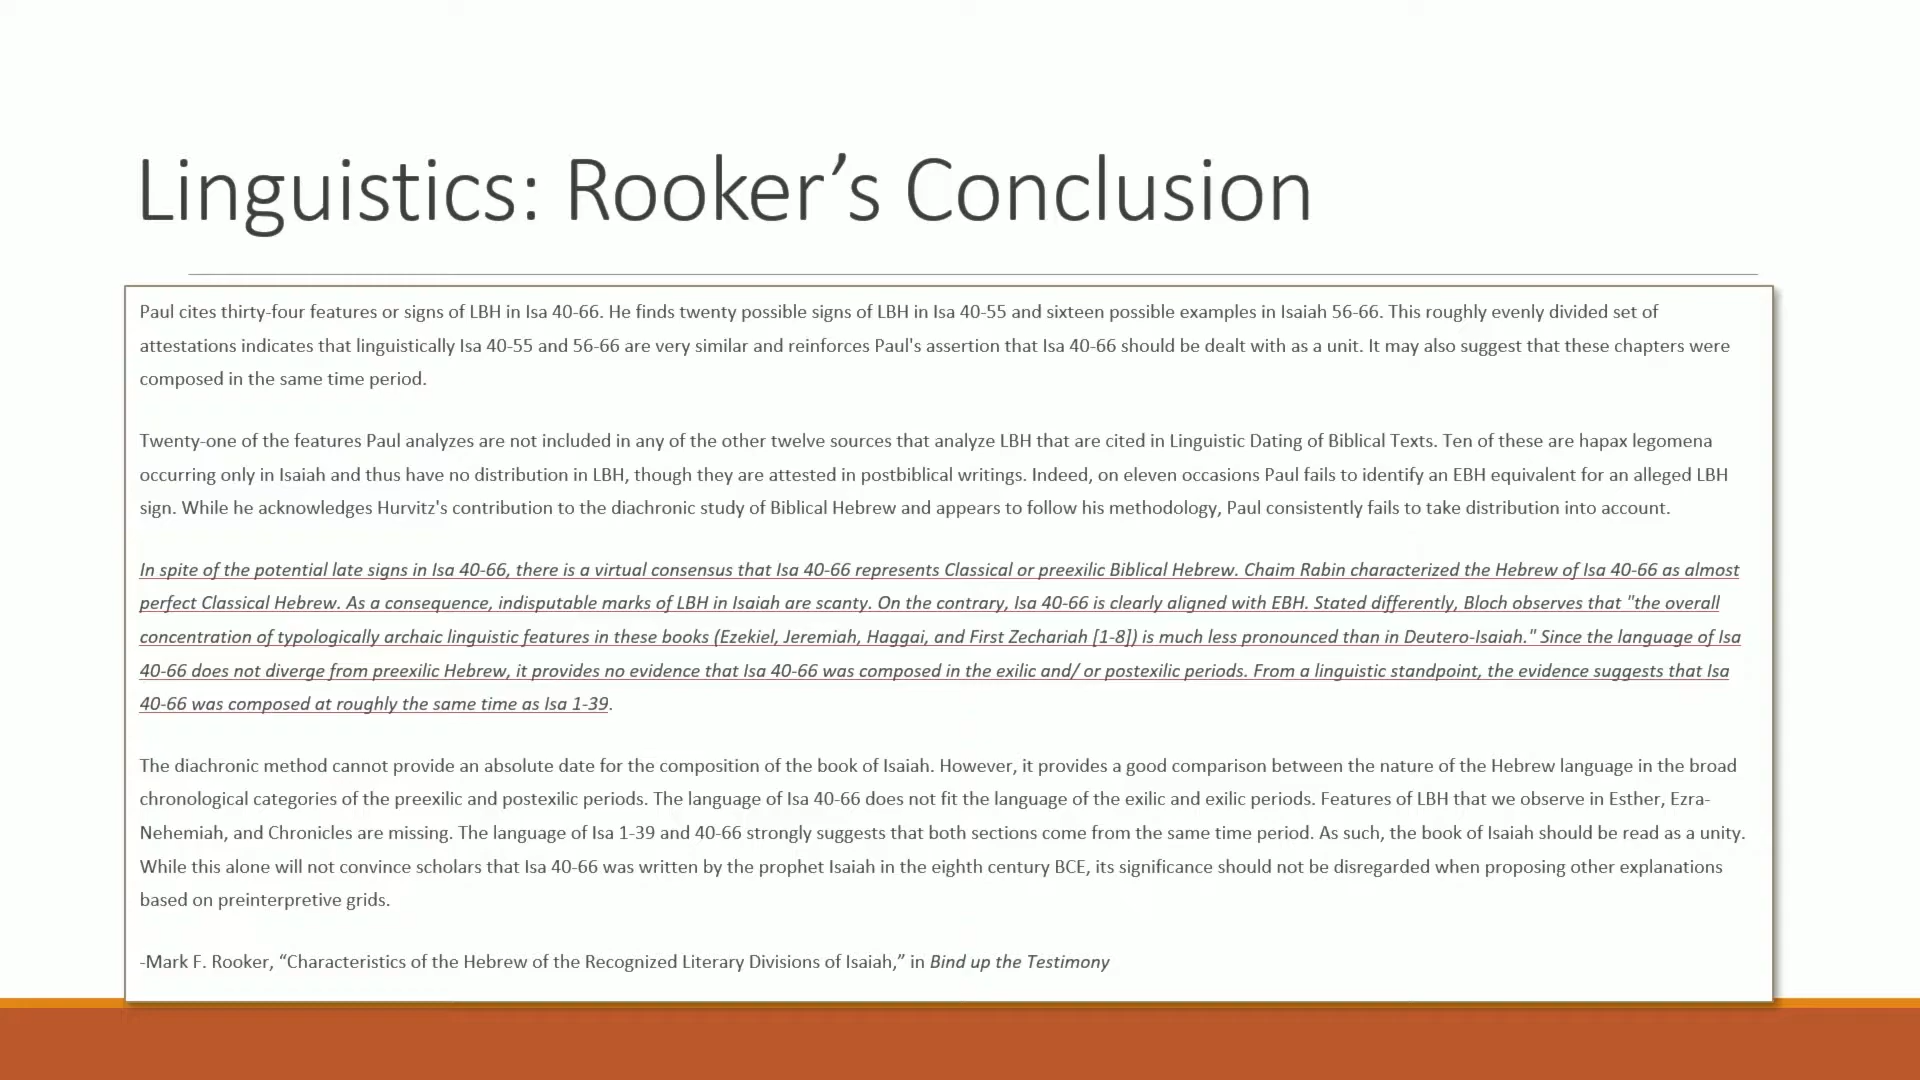 Linguistics: Rooker’s Conclusion
Paul cites thirty-four features or signs of LBH in Isa 40-66. He finds twenty possible signs of LBH in Isa 40-55 and sixteen possible examples in Isaiah 56-66. This roughly evenly divided set of
attestations indicates that linguistically Isa 40-55 and 56-66 are very similar and reinforces Paul's assertion that Isa 40-66 should be dealt with as a unit. It may also suggest that these chapters were
composed in the same time period.
Twenty-one of the features Paul analyzes are not included in any of the other twelve sources that analyze LBH that are cited in Linguistic Dating of Biblical Texts. Ten of these are hapax legomena
occurring only in Isaiah and thus have no distribution in LBH, though they are attested in postbiblical writings. Indeed, on eleven occasions Paul fails to identify an EBH equivalent for an alleged LBH
sign. While he acknowledges Hurvitz's contribution to the diachronic study of Biblical Hebrew and appears to follow his methodology, Paul consistently fails to take distribution into account.
In spite of the potential late signs in Isa 40-66, there is a virtual consensus that Isa 40-66 represents Classical or preexilic Biblical Hebrew. Chaim Rabin characterized the Hebrew of Isa 40-66 as almost
perfect Classical Hebrew. As a consequence, indisputable marks of LBH in Isaiah are scanty. On the contrary, Isa 40-66 is clearly aligned with EBH. Stated differently, Bloch observes that "the overall
concentration of typologically archaic linguistic features in these books (Ezekiel, Jeremiah, Haggai, and First Zechariah [1-8]) is much less pronounced than in Deutero-Isaiah." Since the language of Isa
40-66 does not diverge from preexilic Hebrew, it provides no evidence that Isa 40-66 was composed in the exilic and/ or postexilic periods. From a linguistic standpoint, the evidence suggests that Isa
40-66 was composed at roughly the same time as Isa 1-39.
The diachronic method cannot provide an absolute date for the composition of the book of Isaiah. However, it provides a good comparison between the nature of the Hebrew language in the broad
chronological categories of the preexilic and postexilic periods. The language of Isa 40-66 does not fit the language of the exilic and exilic periods. Features of LBH that we observe in Esther, Ezra-
Nehemiah, and Chronicles are missing. The language of Isa 1-39 and 40-66 strongly suggests that both sections come from the same time period. As such, the book of Isaiah should be read as a unity.
While this alone will not convince scholars that Isa 40-66 was written by the prophet Isaiah in the eighth century BCE, its significance should not be disregarded when proposing other explanations
based on preinterpretive grids.
-Mark F. Rooker, “Characteristics of the Hebrew of the Recognized Literary Divisions of Isaiah,” in Bind up the Testimony